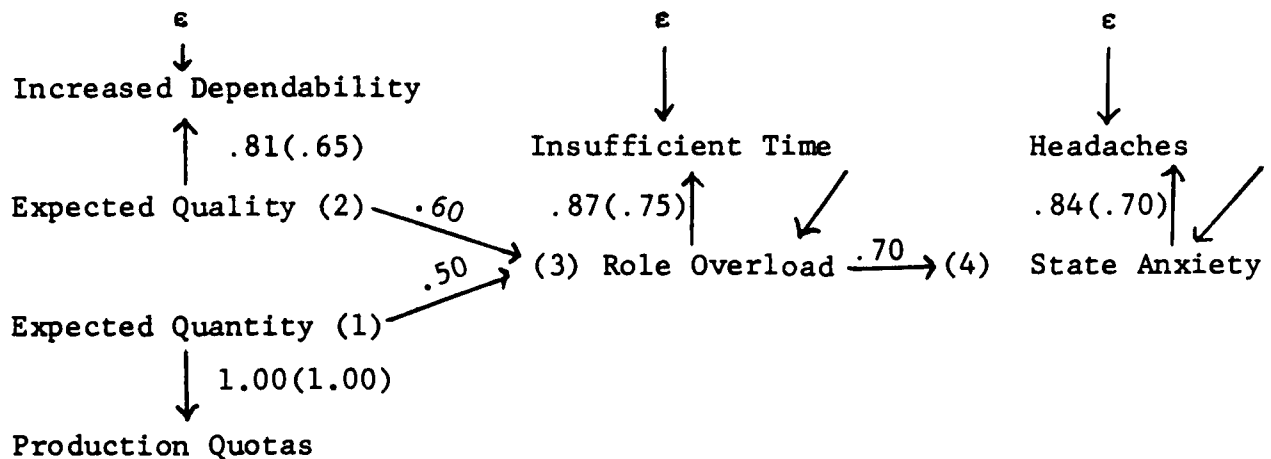 ε ε ε
Increased Dependability
.81(.65) Insufficient Time Headaches
Expected Quality (2) .60 .87(.75) .84(.70)
.50 (3) Role Overload .70 (4) State Anxiety
Expected Quantity (1)
1.00(1.00)
Production Quotas